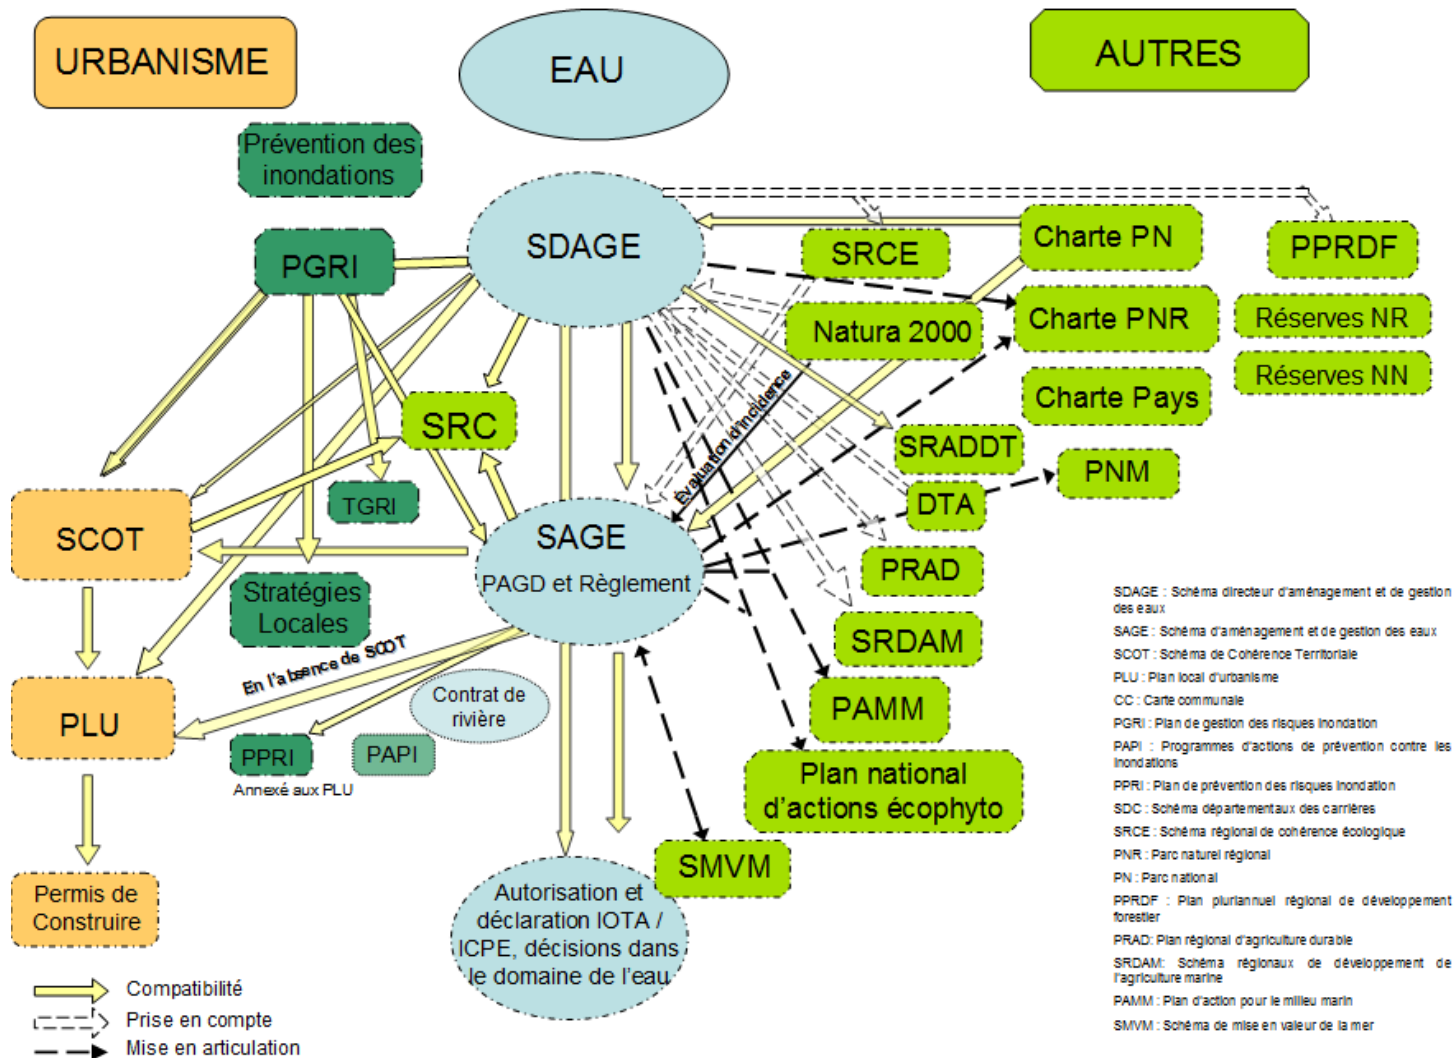 URBANISME
EAU
AUTRES
Prévention des
inondations
SDAGE
PGRI
SRCE
Charte PN
PPRDF
Natura 2000
Charte PNR
Réserves NR
Réserves NN
Charte Pays
SRC
SRADDT
PNM
TGRI
DTA
Évaluation d'incidence
SCOT
SAGE
PAGD et Règlement
PRAD
Stratégies
Locales
SRDAM
En l'absence de SCOT
Contrat de
rivière
PLU
PPRI
PAPI
Annexé aux PLU
PAMM
Plan national
d'actions écophyto
SMVM
Permis de
Construire
Autorisation et
déclaration IOTA /
ICPE, décisions dans
le domaine de l'eau
Compatibilité
Prise en compte
Mise en articulation
SDAGE : Schéma directeur d'aménagement et de gestion
des eaux
SAGE : Schéma d'aménagement et de gestion des eaux
SCOT : Schéma de Cohérence Territoriale
PLU : Plan local d'urbanisme
CC : Carte communale
PGRI : Plan de gestion des risques Inondation
PAPI : Programmes d'actions de prévention contre les
Inondations
PPRI : Plan de prévention des risques Inondation
SDC : Schéma départementaux des carrières
SRCE : Schéma régional de cohérence écologique
PNR : Parc naturel régional
PN : Parc national
PPRDF : Plan pluriannuel régional de développement
forestier
PRAD: Plan régional d'agriculture durable
SRDAM: Schéma régionaux de développement de
l'agriculture marine
PAMM : Plan d'action pour le milieu marin
SMVM : Schéma de mise en valeur de la mer